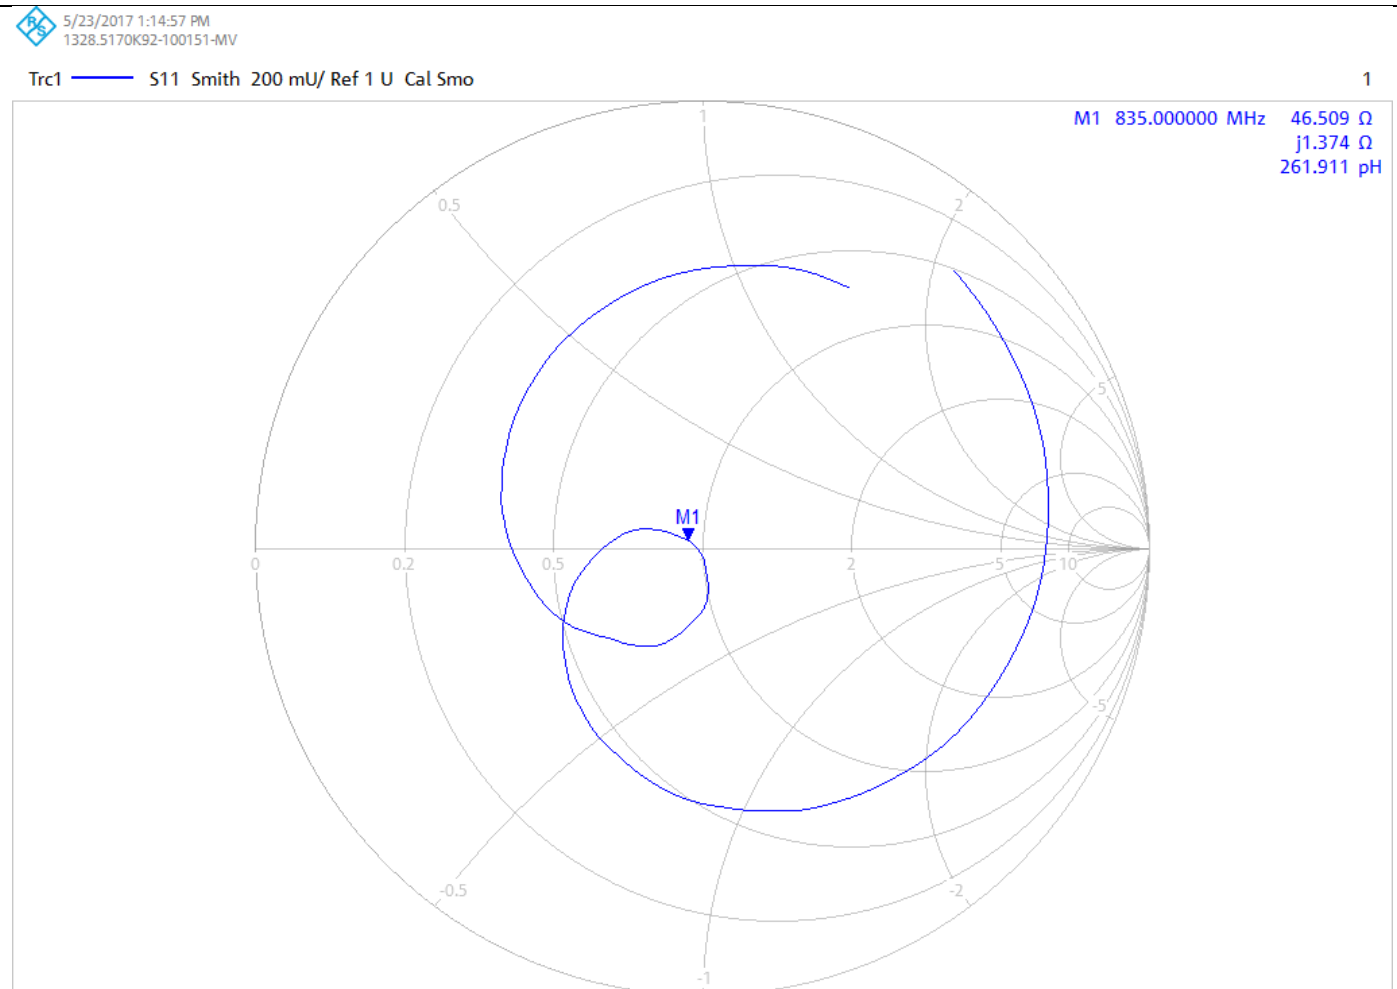 R&S
5/23/2017 1:14:57 PM
1328.5170K92-100151-MV
Trc1 S11 Smith 200 mU/ Ref 1 U Cal Smo 1
M1 835.000000 MHz 46.509 Ω
j1.374 Ω
261.911 pH
1
0.5 2
5
M1
0 0.2 0.5 2 5 10
-5
-0.5 -2
-1